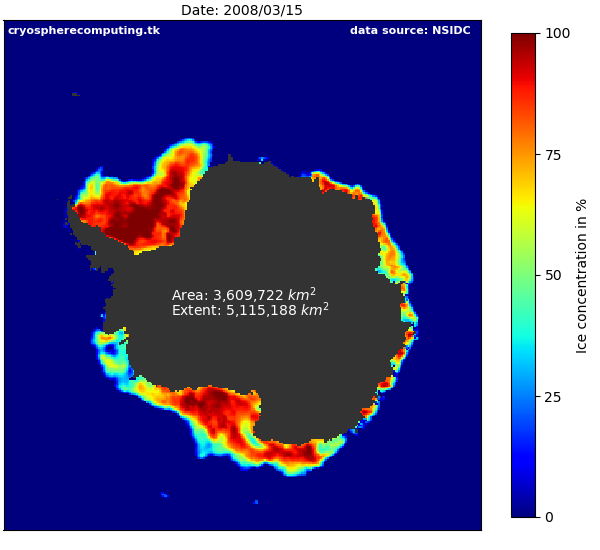 Date: 2008/03/15
cryospherecomputing.tk
data source: NSIDC
100
75
50
25
0
Ice concentration in %
Area: 3,609,722 km²
Extent: 5,115,188 km²